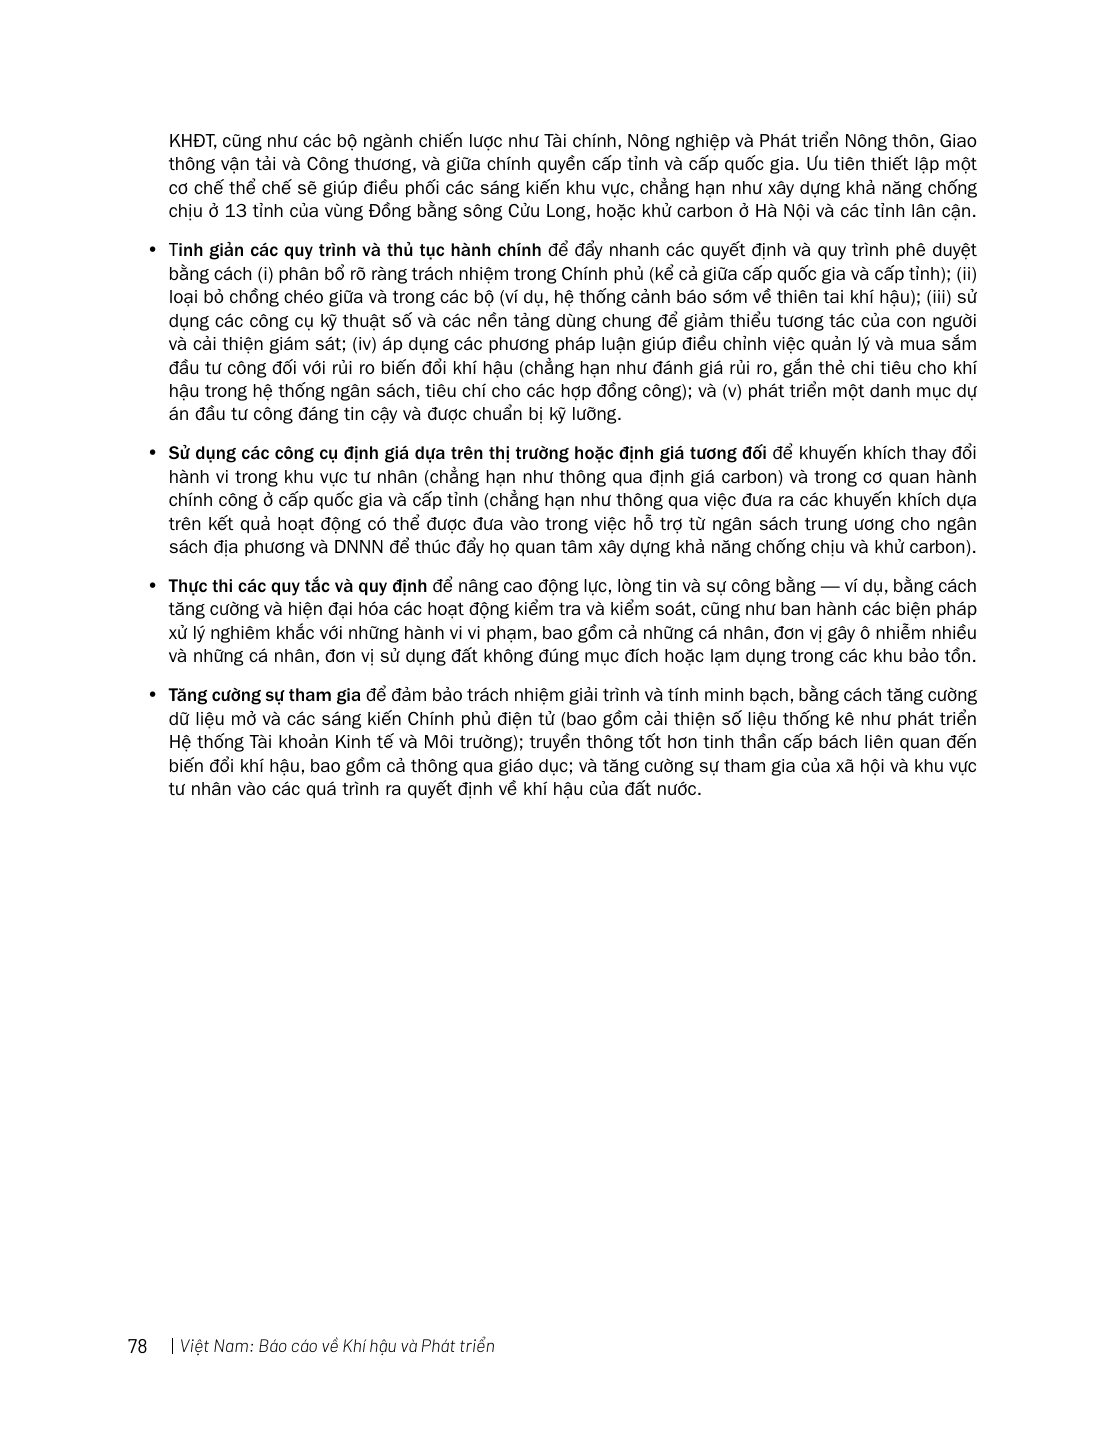 KHĐT, cũng như các bộ ngành chiến lược như Tài chính, Nông nghiệp và Phát triển Nông thôn, Giao
thông vận tải và Công thương, và giữa chính quyền cấp tỉnh và cấp quốc gia. Ưu tiên thiết lập một
cơ chế thể chế sẽ giúp điều phối các sáng kiến khu vực, chẳng hạn như xây dựng khả năng chống
chịu ở 13 tỉnh của vùng Đồng bằng sông Cửu Long, hoặc khử carbon ở Hà Nội và các tỉnh lân cận.
• Tinh giản các quy trình và thủ tục hành chính để đẩy nhanh các quyết định và quy trình phê duyệt
bằng cách (i) phân bổ rõ ràng trách nhiệm trong Chính phủ (kể cả giữa cấp quốc gia và cấp tỉnh); (ii)
loại bỏ chồng chéo giữa và trong các bộ (ví dụ, hệ thống cảnh báo sớm về thiên tai khí hậu); (iii) sử
dụng các công cụ kỹ thuật số và các nền tảng dùng chung để giảm thiểu tương tác của con người
và cải thiện giám sát; (iv) áp dụng các phương pháp luận giúp điều chỉnh việc quản lý và mua sắm
đầu tư công đối với rủi ro biến đổi khí hậu (chẳng hạn như đánh giá rủi ro, gắn thẻ chi tiêu cho khí
hậu trong hệ thống ngân sách, tiêu chí cho các hợp đồng công); và (v) phát triển một danh mục dự
án đầu tư công đáng tin cậy và được chuẩn bị kỹ lưỡng.
• Sử dụng các công cụ định giá dựa trên thị trường hoặc định giá tương đối để khuyến khích thay đổi
hành vi trong khu vực tư nhân (chẳng hạn như thông qua định giá carbon) và trong cơ quan hành
chính công ở cấp quốc gia và cấp tỉnh (chẳng hạn như thông qua việc đưa ra các khuyến khích dựa
trên kết quả hoạt động có thể được đưa vào trong việc hỗ trợ từ ngân sách trung ương cho ngân
sách địa phương và DNNN để thúc đẩy họ quan tâm xây dựng khả năng chống chịu và khử carbon).
• Thực thi các quy tắc và quy định để nâng cao động lực, lòng tin và sự công bằng — ví dụ, bằng cách
tăng cường và hiện đại hóa các hoạt động kiểm tra và kiểm soát, cũng như ban hành các biện pháp
xử lý nghiêm khắc với những hành vi vi phạm, bao gồm cả những cá nhân, đơn vị gây ô nhiễm nhiều
và những cá nhân, đơn vị sử dụng đất không đúng mục đích hoặc lạm dụng trong các khu bảo tồn.
• Tăng cường sự tham gia để đảm bảo trách nhiệm giải trình và tính minh bạch, bằng cách tăng cường
dữ liệu mở và các sáng kiến Chính phủ điện tử (bao gồm cải thiện số liệu thống kê như phát triển
Hệ thống Tài khoản Kinh tế và Môi trường); truyền thông tốt hơn tinh thần cấp bách liên quan đến
biến đổi khí hậu, bao gồm cả thông qua giáo dục; và tăng cường sự tham gia của xã hội và khu vực
tư nhân vào các quá trình ra quyết định về khí hậu của đất nước.
78 | Việt Nam: Báo cáo về Khí hậu và Phát triển